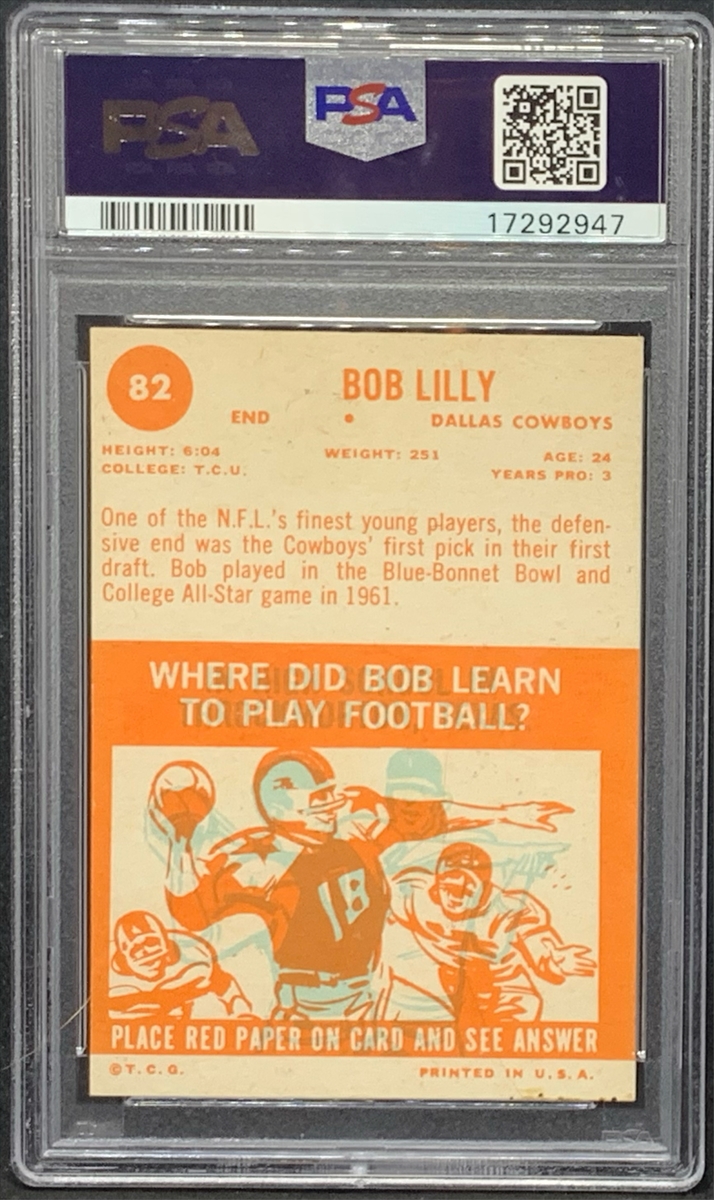 PSA
PSA
17292947
82
BOB LILLY
END • DALLAS COWBOYS
HEIGHT: 6:04 WEIGHT: 251 AGE: 24
COLLEGE: T.C.U. YEARS PRO: 3
One of the N.F.L.'s finest young players, the defen-
sive end was the Cowboys' first pick in their first
draft. Bob played in the Blue-Bonnet Bowl and
College All-Star game in 1961.
WHERE DID BOB LEARN
TO PLAY FOOTBALL?
18
PLACE RED PAPER ON CARD AND SEE ANSWER
©T.C.G. PRINTED IN U.S.A.